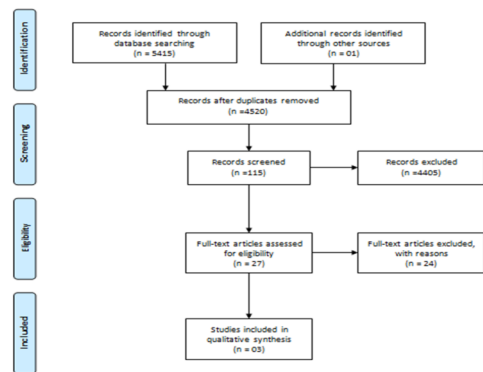 Identification
Records identified through
database searching
(n = 5415)
Additional records identified
through other sources
(n = 01)
Records after duplicates removed
(n =4520)
Screening
Records screened
(n =115)
Records excluded
(n =4405)
Eligibility
Full-text articles assessed
for eligibility
(n = 27)
Full-text articles excluded,
with reasons
(n = 24)
Included
Studies included in
qualitative synthesis
(n = 03)